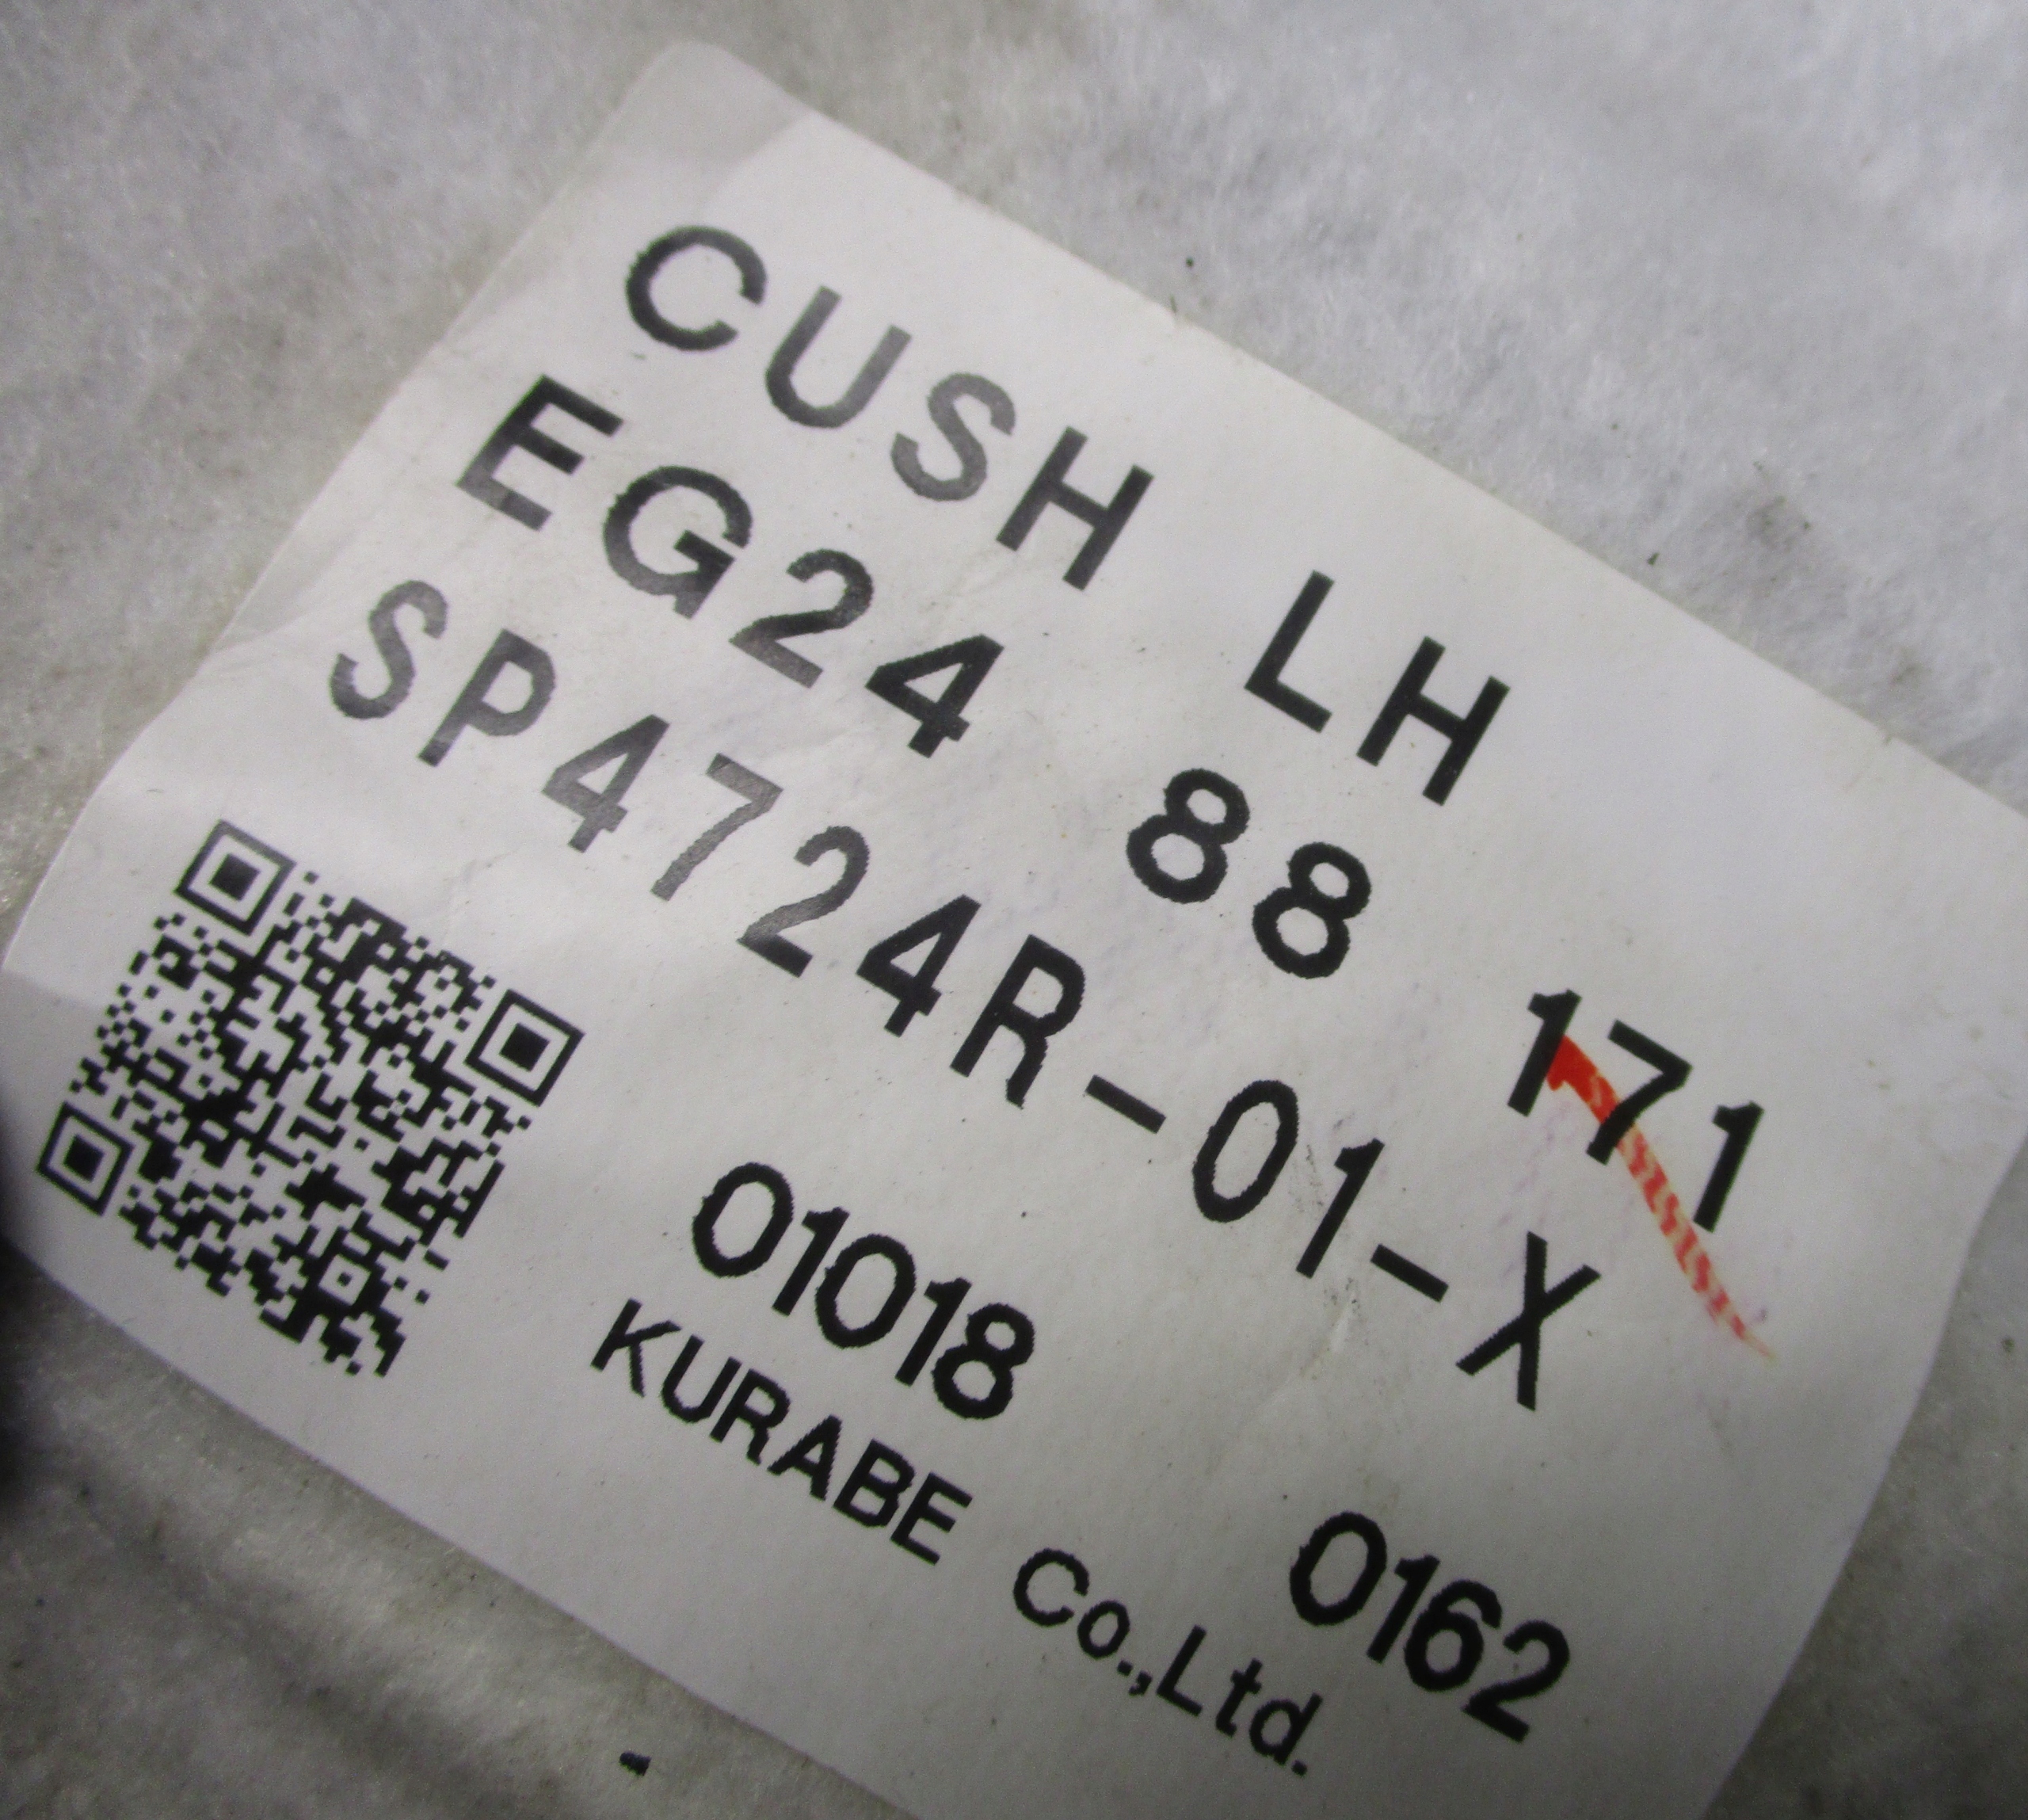 CUSH LH
EG24 88 171
SP4724R-01-X
01018 0162
KURABE Co.,Ltd.